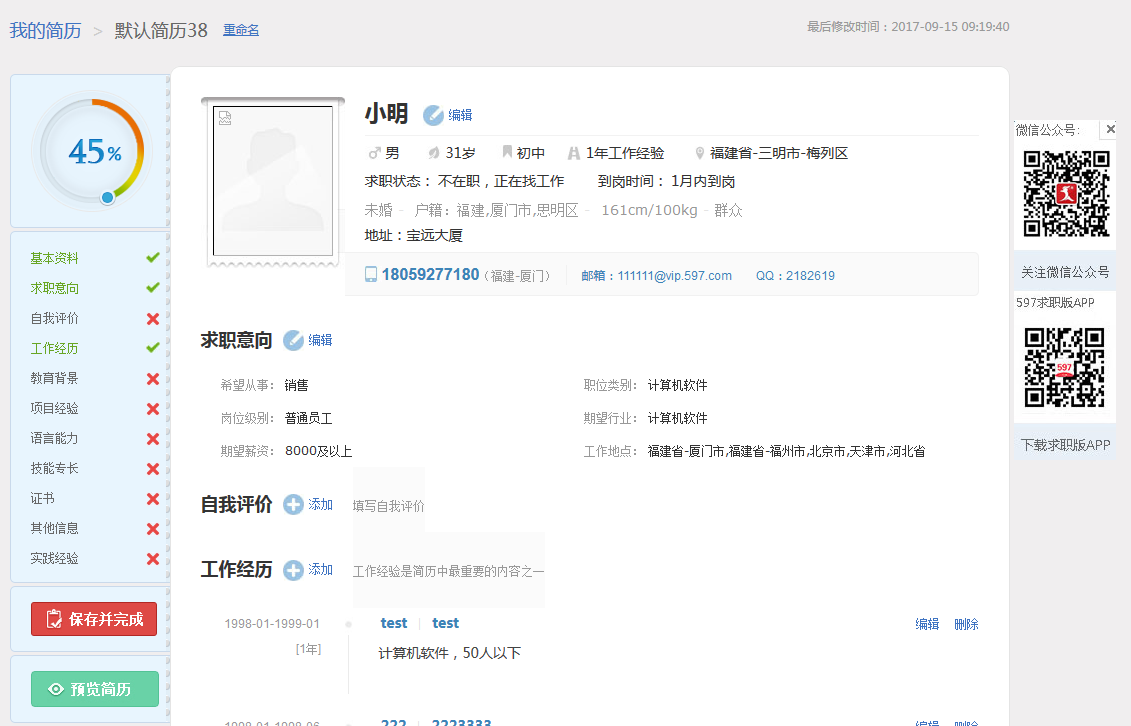 我的简历 > 默认简历38 重命名
最后修改时间：2017-09-15 09:19:40
45%
基本资料
求职意向
自我评价
工作经历
教育背景
项目经验
语言能力
技能专长
证书
其他信息
实践经验
保存并完成
预览简历
小明 编辑
男 31岁 初中 1年工作经验 福建省-三明市-梅列区
求职状态： 不在职，正在找工作 到岗时间： 1月内到岗
未婚 - 户籍：福建,厦门市,思明区 - 161cm/100kg - 群众
地址：宝远大厦
18059277180（福建-厦门） 邮箱：111111@vip.597.com QQ：2182619
求职意向 编辑
希望从事： 销售 职位类别： 计算机软件
岗位级别： 普通员工 期望行业： 计算机软件
期望薪资： 8000及以上 工作地点： 福建省-厦门市,福建省-福州市,北京市,天津市,河北省
自我评价 添加 填写自我评价
工作经历 添加 工作经验是简历中最重要的内容之一
1998-01-1999-01 test test 编辑 删除
[1年] 计算机软件，50人以下
1998-01-1998-06 222 2223333 编辑 删除
微信公众号：
关注微信公众号
597求职版APP
597
下载求职版APP